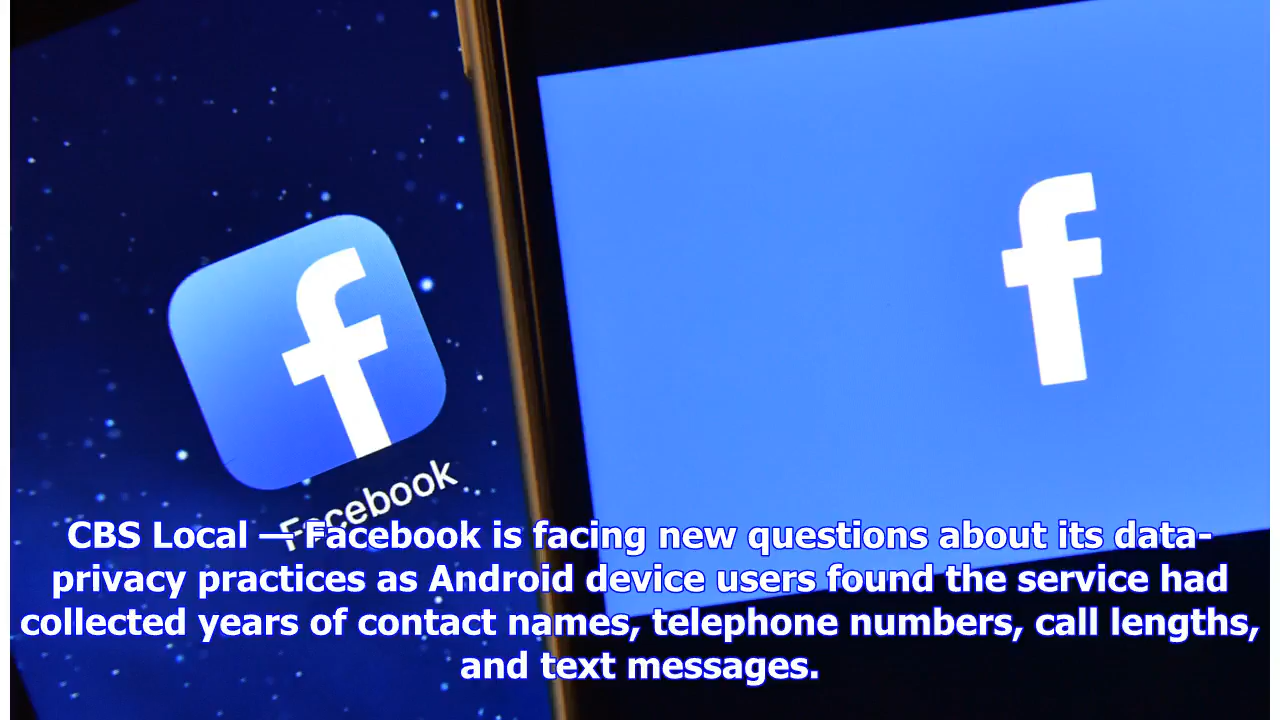 f
f
Facebook
CBS Local — Facebook is facing new questions about its data-
privacy practices as Android device users found the service had
collected years of contact names, telephone numbers, call lengths,
and text messages.